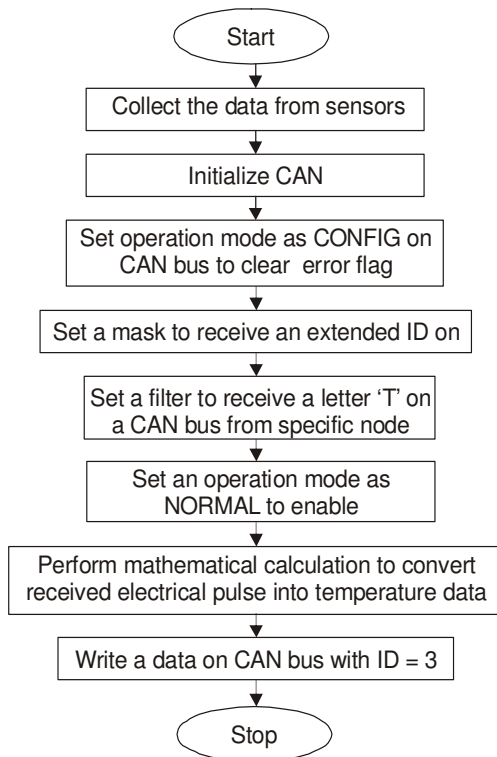 Start
Collect the data from sensors
Initialize CAN
Set operation mode as CONFIG on
CAN bus to clear error flag
Set a mask to receive an extended ID on
Set a filter to receive a letter ‘T’ on
a CAN bus from specific node
Set an operation mode as
NORMAL to enable
Perform mathematical calculation to convert
received electrical pulse into temperature data
Write a data on CAN bus with ID = 3
Stop